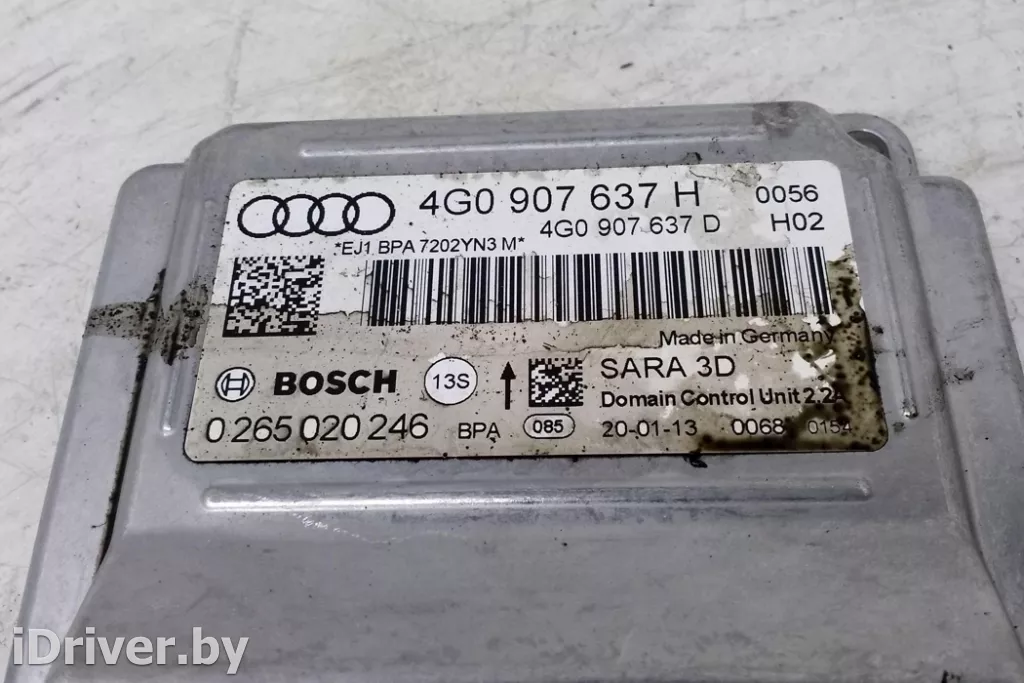 4G0 907 637 H 0056
4G0 907 637 D H02
*EJ1 BPA 7202YN3 M*
Made in Germany
BOSCH 13S SARA 3D
Domain Control Unit 2.2A
0 265 020 246 BPA 085 20-01-13 0068 0154
iDriver.by